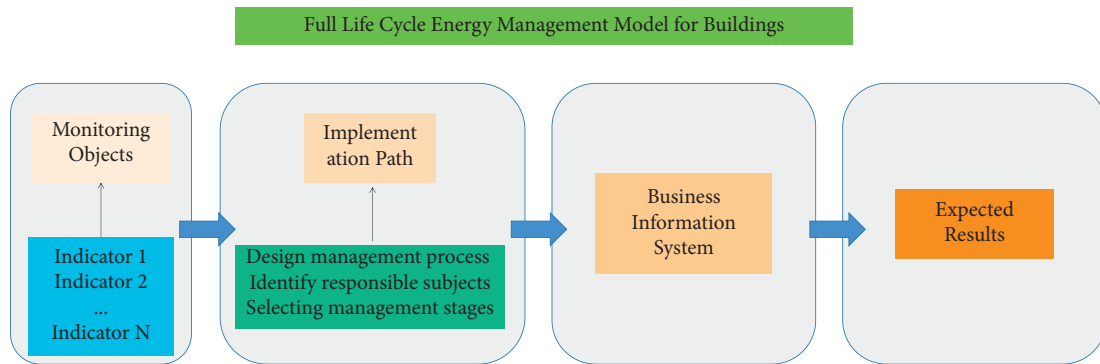 Full Life Cycle Energy Management Model for Buildings
Monitoring
Objects
Indicator 1
Indicator 2
...
Indicator N
Implement
ation Path
Design management process
Identify responsible subjects
Selecting management stages
Business
Information
System
Expected
Results